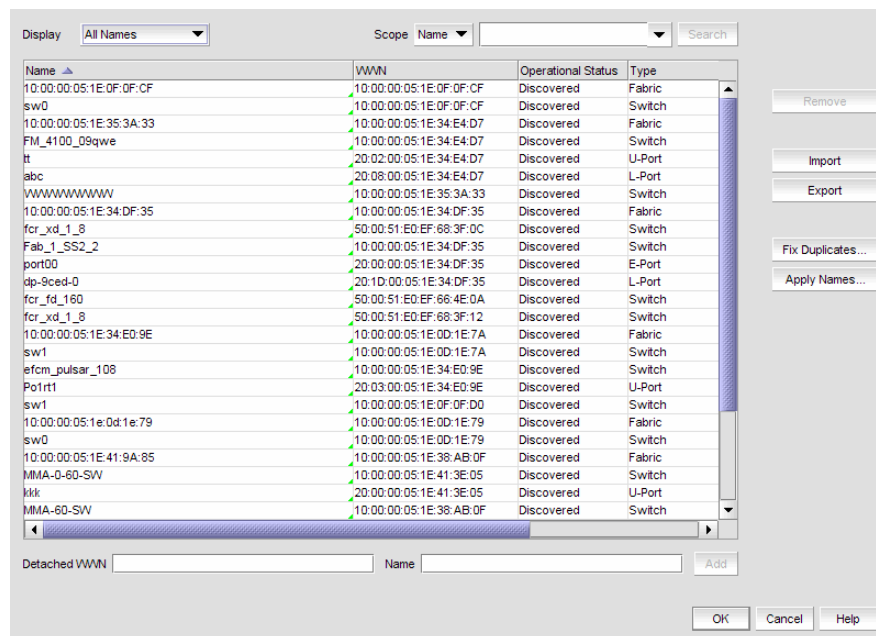 Display All Names Scope Name Search
Name WWN Operational Status Type
10:00:00:05:1E:0F:0F:CF 10:00:00:05:1E:0F:0F:CF Discovered Fabric
sw0 10:00:00:05:1E:0F:0F:CF Discovered Switch
10:00:00:05:1E:35:3A:33 10:00:00:05:1E:34:E4:D7 Discovered Fabric
FM_4100_09qwe 10:00:00:05:1E:34:E4:D7 Discovered Switch
tt 20:02:00:05:1E:34:E4:D7 Discovered U-Port
abc 20:08:00:05:1E:34:E4:D7 Discovered L-Port
10:00:00:05:1E:35:3A:33 Discovered Switch
10:00:00:05:1E:34:DF:35 10:00:00:05:1E:34:DF:35 Discovered Fabric
fcr_xd_1_8 50:00:51:E0:EF:68:3F:0C Discovered Switch
Fab_1_SS2_2 10:00:00:05:1E:34:DF:35 Discovered Switch
port00 20:00:00:05:1E:34:DF:35 Discovered E-Port
dp-9ced-0 20:1D:00:05:1E:34:DF:35 Discovered L-Port
fcr_fd_160 50:00:51:E0:EF:66:4E:0A Discovered Switch
fcr_xd_1_8 50:00:51:E0:EF:68:3F:12 Discovered Switch
10:00:00:05:1E:34:E0:9E 10:00:00:05:1E:0D:1E:7A Discovered Fabric
sw1 10:00:00:05:1E:0D:1E:7A Discovered Switch
efcm_pulsar_108 10:00:00:05:1E:34:E0:9E Discovered Switch
Po1rt1 20:03:00:05:1E:34:E0:9E Discovered U-Port
sw1 10:00:00:05:1E:0F:0F:D0 Discovered Switch
10:00:00:05:1e:0d:1e:79 10:00:00:05:1E:0D:1E:79 Discovered Fabric
sw0 10:00:00:05:1E:0D:1E:79 Discovered Switch
10:00:00:05:1E:41:9A:85 10:00:00:05:1E:38:AB:0F Discovered Fabric
MMA-0-60-SW 10:00:00:05:1E:41:3E:05 Discovered Switch
kkk 20:00:00:05:1E:41:3E:05 Discovered U-Port
MMA-60-SW 10:00:00:05:1E:38:AB:0F Discovered Switch
Remove
Import
Export
Fix Duplicates...
Apply Names...
Detached WWN Name Add
OK Cancel Help